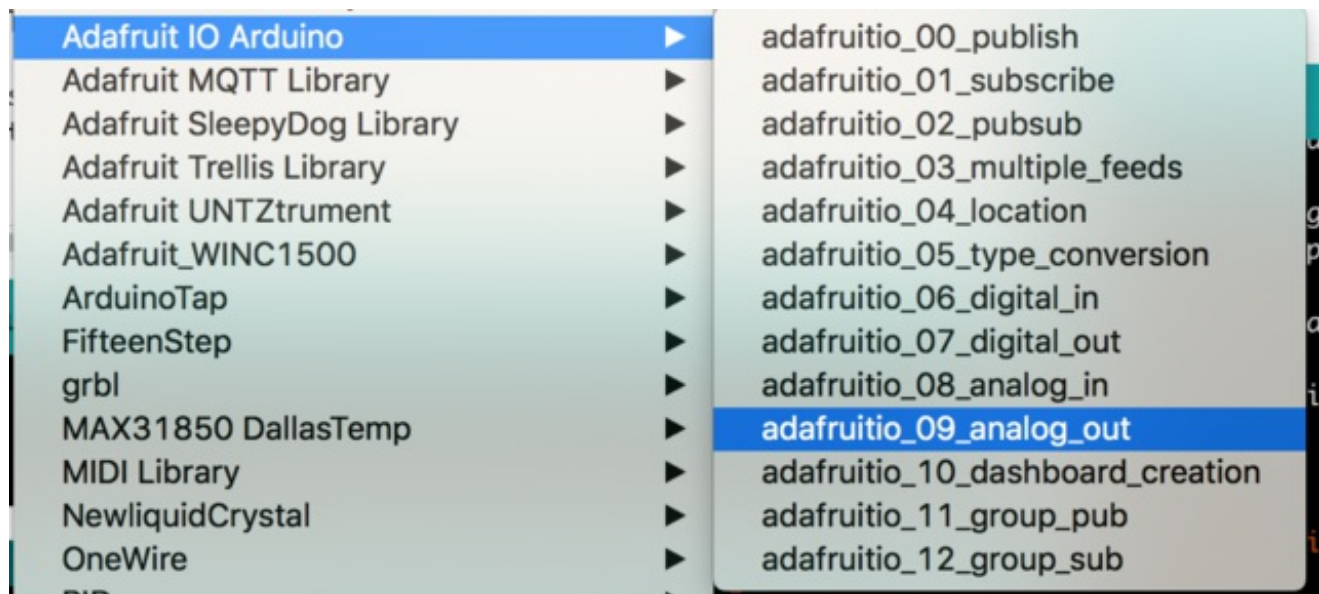 Adafruit IO Arduino
Adafruit MQTT Library
Adafruit SleepyDog Library
Adafruit Trellis Library
Adafruit UNTZtrument
Adafruit_WINC1500
ArduinoTap
FifteenStep
grbl
MAX31850 DallasTemp
MIDI Library
NewliquidCrystal
OneWire
adafruitio_00_publish
adafruitio_01_subscribe
adafruitio_02_pubsub
adafruitio_03_multiple_feeds
adafruitio_04_location
adafruitio_05_type_conversion
adafruitio_06_digital_in
adafruitio_07_digital_out
adafruitio_08_analog_in
adafruitio_09_analog_out
adafruitio_10_dashboard_creation
adafruitio_11_group_pub
adafruitio_12_group_sub